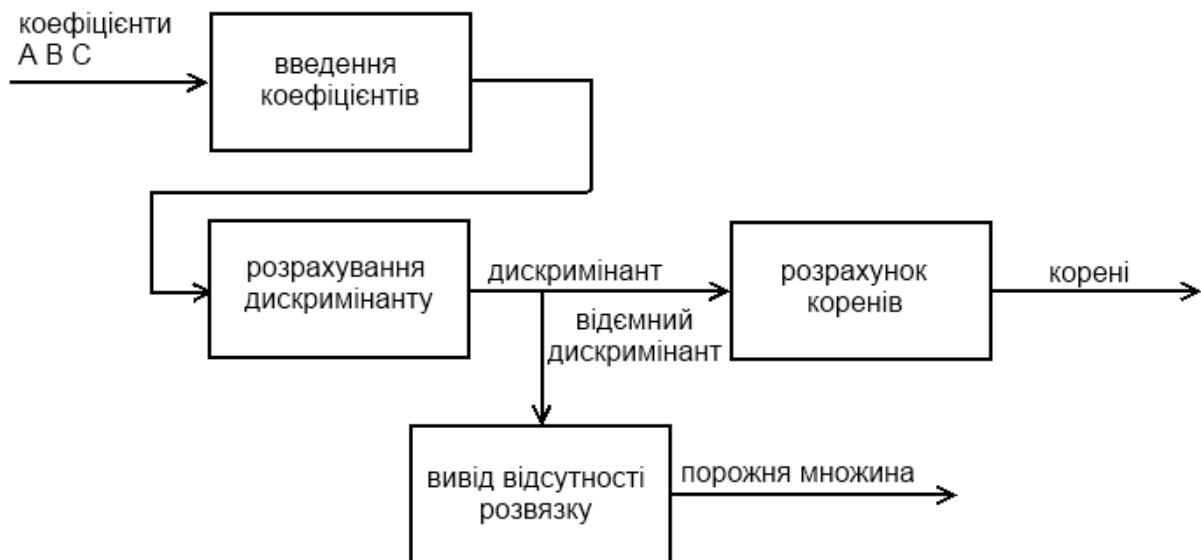 коефіцієнти
А В С
введення
коефіцієнтів
розрахування
дискримінанту
дискримінант
відємний
дискримінант
розрахунок
коренів
корені
вивід відсутності
розвязку
порожня множина